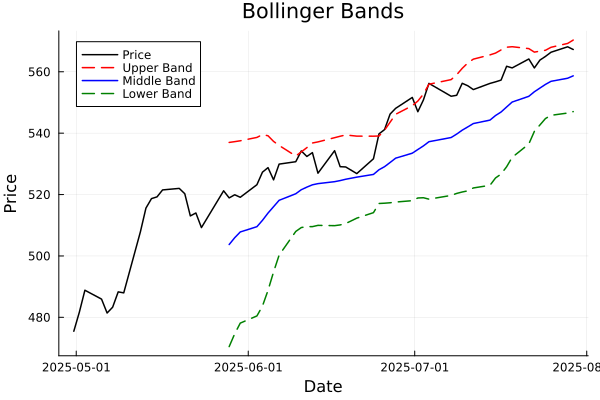 Bollinger Bands
Price
Upper Band
Middle Band
Lower Band
Price
560
540
520
500
480
2025-05-01
2025-06-01
2025-07-01
2025-08
Date